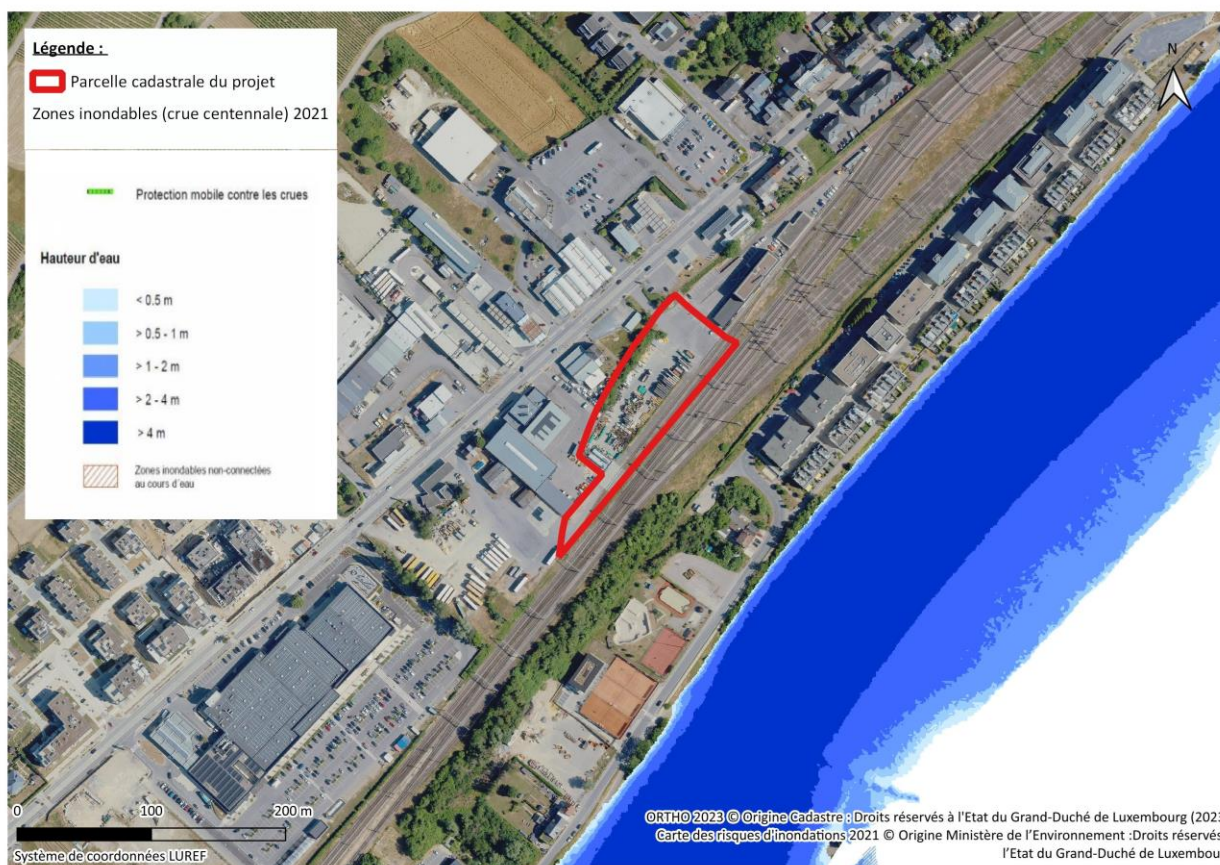 Légende :
Parcelle cadastrale du projet
Zones inondables (crue centennale) 2021
Protection mobile contre les crues
Hauteur d'eau
< 0.5 m
> 0.5 - 1 m
> 1 - 2 m
> 2 - 4 m
> 4 m
Zones inondables non-connectées
au cours d'eau
N
0 100 200 m
Système de coordonnées LUREF
ORTHO 2023 © Origine Cadastre : Droits réservés à l'Etat du Grand-Duché de Luxembourg (2023
Carte des risques d'inondations 2021 © Origine Ministère de l'Environnement :Droits réservés
l'Etat du Grand-Duché de Luxembou